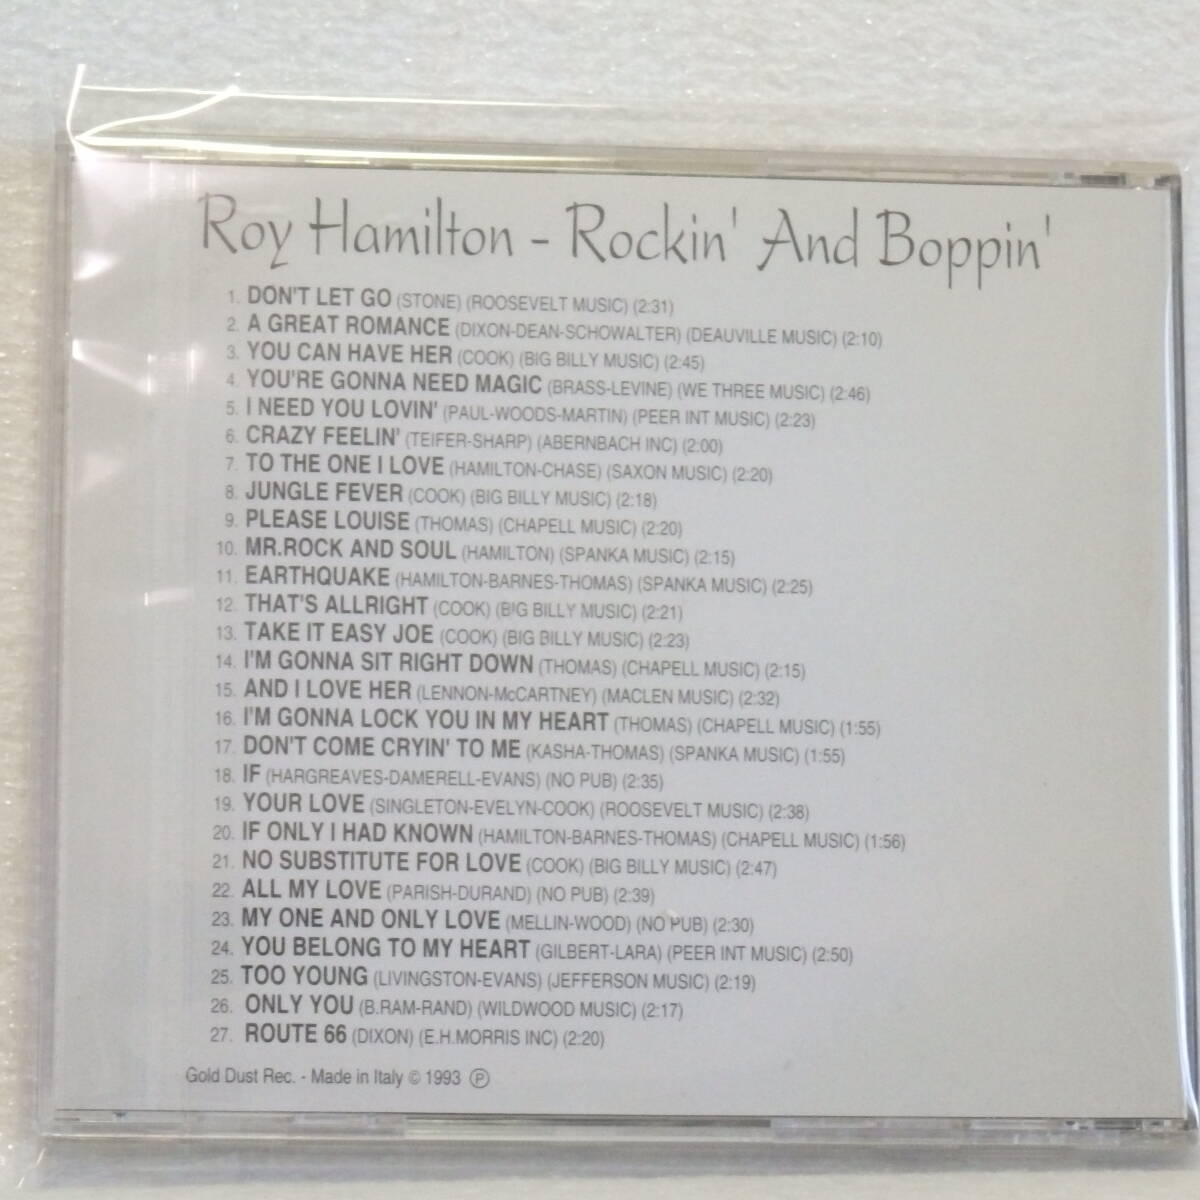 Roy Hamilton - Rockin' And Boppin'
1. DON'T LET GO (STONE) (ROOSEVELT MUSIC) (2:31)
2. A GREAT ROMANCE (DIXON-DEAN-SCHOWALTER) (DEAUVILLE MUSIC) (2:10)
3. YOU CAN HAVE HER (COOK) (BIG BILLY MUSIC) (2:45)
4. YOU'RE GONNA NEED MAGIC (BRASS-LEVINE) (WE THREE MUSIC) (2:46)
5. I NEED YOU LOVIN' (PAUL-WOODS-MARTIN) (PEER INT MUSIC) (2:23)
6. CRAZY FEELIN' (TEIFER-SHARP) (ABERNBACH INC) (2:00)
7. TO THE ONE I LOVE (HAMILTON-CHASE) (SAXON MUSIC) (2:20)
8. JUNGLE FEVER (COOK) (BIG BILLY MUSIC) (2:18)
9. PLEASE LOUISE (THOMAS) (CHAPELL MUSIC) (2:20)
10. MR.ROCK AND SOUL (HAMILTON) (SPANKA MUSIC) (2:15)
11. EARTHQUAKE (HAMILTON-BARNES-THOMAS) (SPANKA MUSIC) (2:25)
12. THAT'S ALLRIGHT (COOK) (BIG BILLY MUSIC) (2:21)
13. TAKE IT EASY JOE (COOK) (BIG BILLY MUSIC) (2:23)
14. I'M GONNA SIT RIGHT DOWN (THOMAS) (CHAPELL MUSIC) (2:15)
15. AND I LOVE HER (LENNON-McCARTNEY) (MACLEN MUSIC) (2:32)
16. I'M GONNA LOCK YOU IN MY HEART (THOMAS) (CHAPELL MUSIC) (1:55)
17. DON'T COME CRYIN' TO ME (KASHA-THOMAS) (SPANKA MUSIC) (1:55)
18. IF (HARGREAVES-DAMERELL-EVANS) (NO PUB) (2:35)
19. YOUR LOVE (SINGLETON-EVELYN-COOK) (ROOSEVELT MUSIC) (2:38)
20. IF ONLY I HAD KNOWN (HAMILTON-BARNES-THOMAS) (CHAPELL MUSIC) (1:56)
21. NO SUBSTITUTE FOR LOVE (COOK) (BIG BILLY MUSIC) (2:47)
22. ALL MY LOVE (PARISH-DURAND) (NO PUB) (2:39)
23. MY ONE AND ONLY LOVE (MELLIN-WOOD) (NO PUB) (2:30)
24. YOU BELONG TO MY HEART (GILBERT-LARA) (PEER INT MUSIC) (2:50)
25. TOO YOUNG (LIVINGSTON-EVANS) (JEFFERSON MUSIC) (2:19)
26. ONLY YOU (B.RAM-RAND) (WILDWOOD MUSIC) (2:17)
27. ROUTE 66 (DIXON) (E.H.MORRIS INC) (2:20)
Gold Dust Rec. - Made in Italy © 1993 ℗